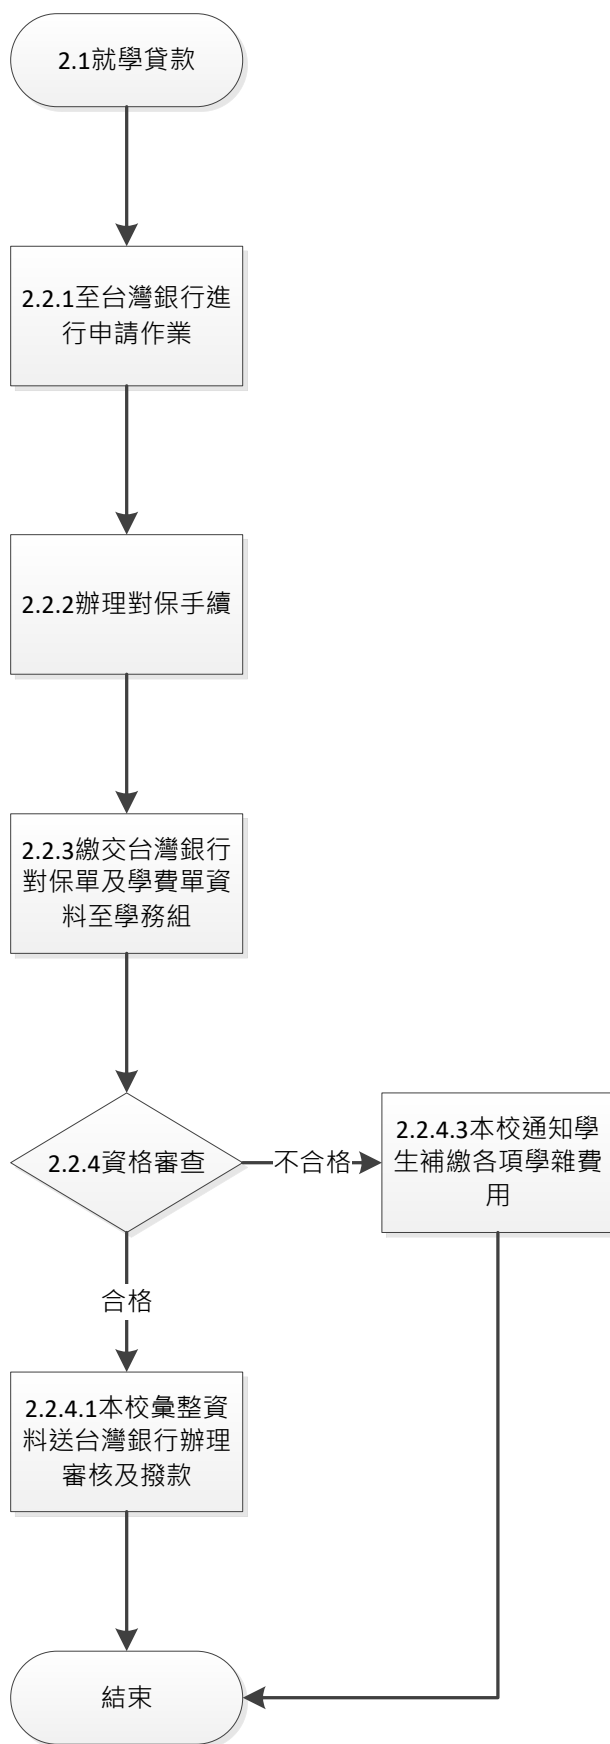 2.1就學貸款
2.2.1至台灣銀行進
行申請作業
2.2.2辦理對保手續
2.2.3繳交台灣銀行
對保單及學費單資
料至學務組
2.2.4資格審查
不合格
2.2.4.3本校通知學
生補繳各項學雜費
用
合格
2.2.4.1本校彙整資
料送台灣銀行辦理
審核及撥款
結束